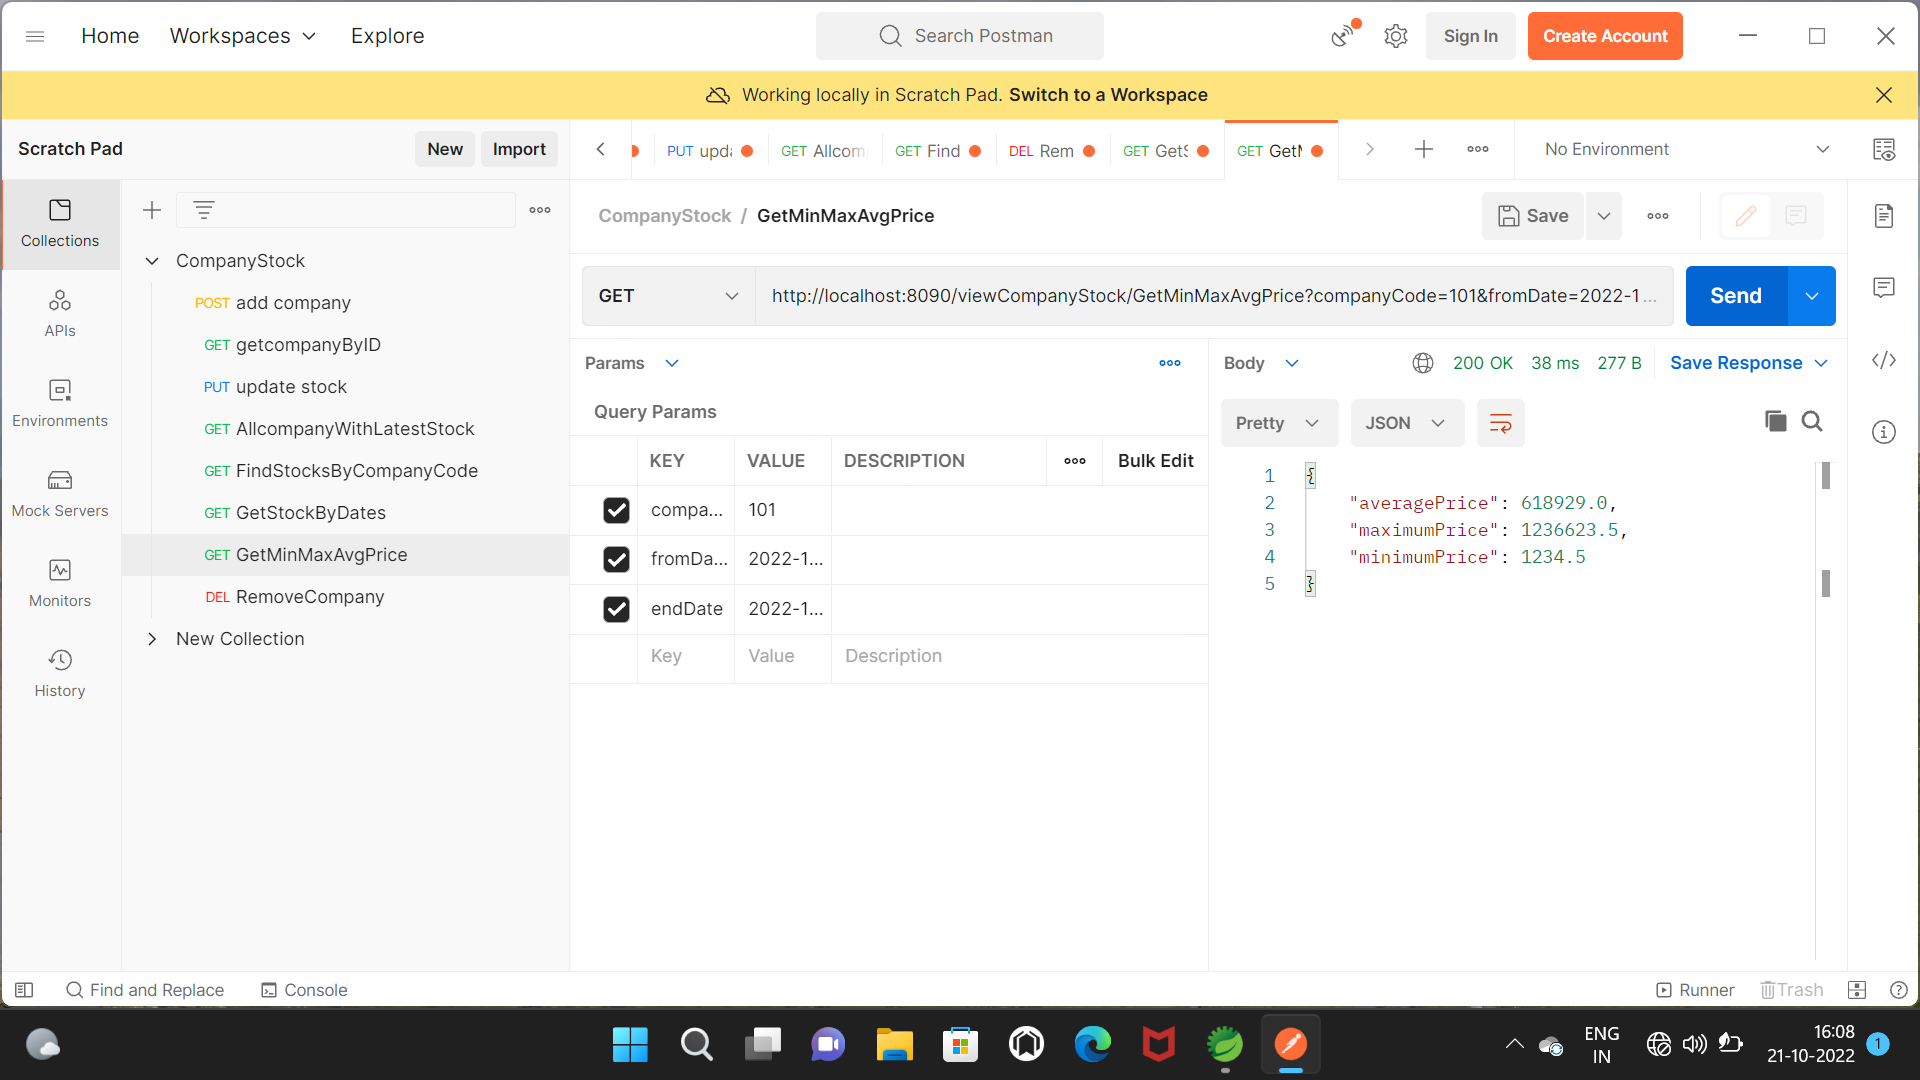 Home
Workspaces
Explore
Search Postman
Sign In
Create Account
Working locally in Scratch Pad. Switch to a Workspace
Scratch Pad
New
Import
PUT upda
GET Allcom
GET Find
DEL Rem
GET GetS
GET GetM
No Environment
Collections
APIs
Environments
Mock Servers
Monitors
History
CompanyStock
POST add company
GET getcompanyByID
PUT update stock
GET AllcompanyWithLatestStock
GET FindStocksByCompanyCode
GET GetStockByDates
GET GetMinMaxAvgPrice
DEL RemoveCompany
New Collection
CompanyStock / GetMinMaxAvgPrice
Save
GET
http://localhost:8090/viewCompanyStock/GetMinMaxAvgPrice?companyCode=101&fromDate=2022-1...
Send
Params
Query Params
KEY VALUE DESCRIPTION Bulk Edit
compa... 101
fromDa... 2022-1...
endDate 2022-1...
Key Value Description
Body
200 OK 38 ms 277 B
Save Response
Pretty
JSON
1 {
2 "averagePrice": 618929.0,
3 "maximumPrice": 1236623.5,
4 "minimumPrice": 1234.5
5 }
Find and Replace
Console
Runner
Trash
ENG
IN
16:08
21-10-2022
1